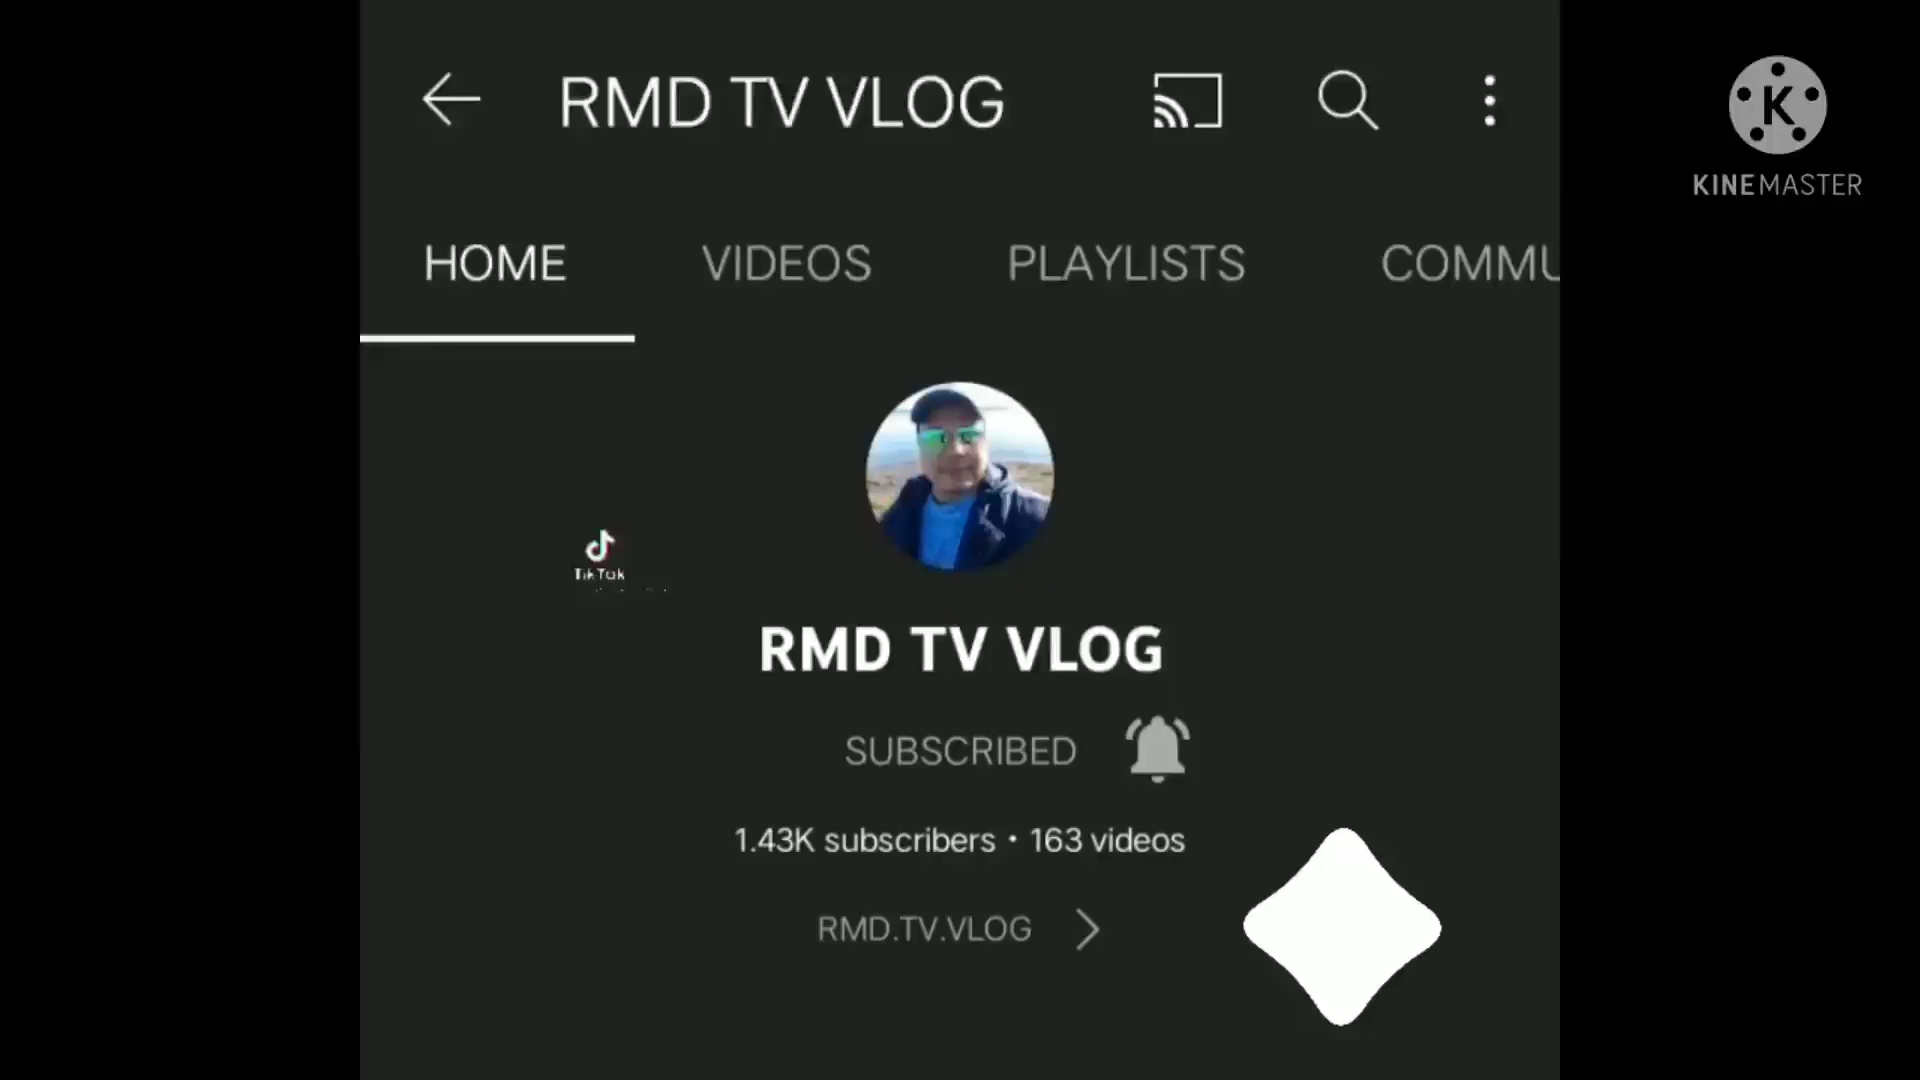 RMD TV VLOG
K
KINEMASTER
HOME VIDEOS PLAYLISTS COMMU
TikTok
RMD TV VLOG
SUBSCRIBED
1.43K subscribers • 163 videos
RMD.TV.VLOG